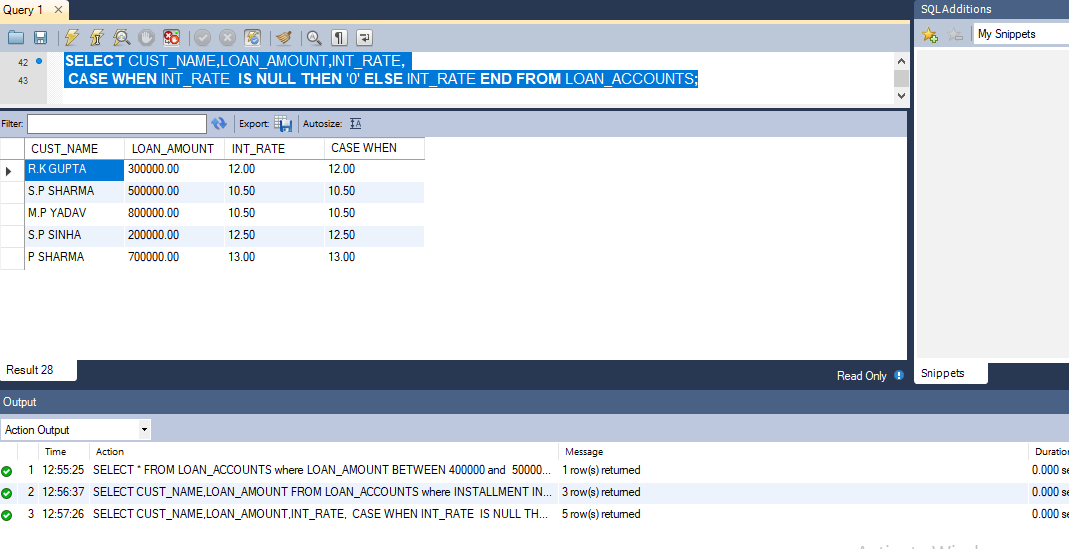 Query 1
SQLAdditions
My Snippets
42 SELECT CUST_NAME,LOAN_AMOUNT,INT_RATE,
43 CASE WHEN INT_RATE IS NULL THEN '0' ELSE INT_RATE END FROM LOAN_ACCOUNTS;
Filter: Export: Autosize:
CUST_NAME LOAN_AMOUNT INT_RATE CASE WHEN
R.K GUPTA 300000.00 12.00 12.00
S.P SHARMA 500000.00 10.50 10.50
M.P YADAV 800000.00 10.50 10.50
S.P SINHA 200000.00 12.50 12.50
P SHARMA 700000.00 13.00 13.00
Result 28
Read Only
Snippets
Output
Action Output
Time Action Message Duration
1 12:55:25 SELECT * FROM LOAN_ACCOUNTS where LOAN_AMOUNT BETWEEN 400000 and 50000... 1 row(s) returned 0.000 se
2 12:56:37 SELECT CUST_NAME,LOAN_AMOUNT FROM LOAN_ACCOUNTS where INSTALLMENT IN... 3 row(s) returned 0.000 se
3 12:57:26 SELECT CUST_NAME,LOAN_AMOUNT,INT_RATE, CASE WHEN INT_RATE IS NULL TH... 5 row(s) returned 0.000 se